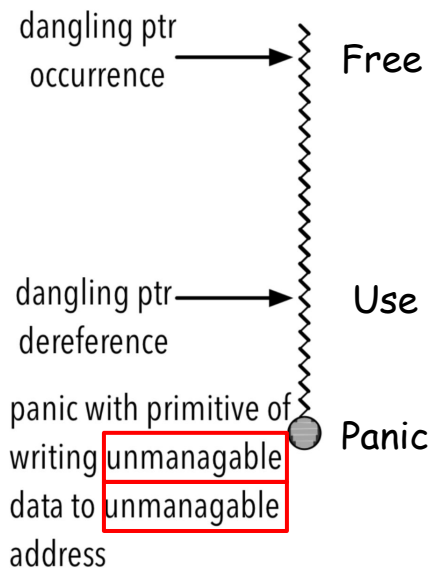 dangling ptr
occurrence
Free
dangling ptr
dereference
Use
panic with primitive of
writing unmanagable
data to unmanagable
address
Panic